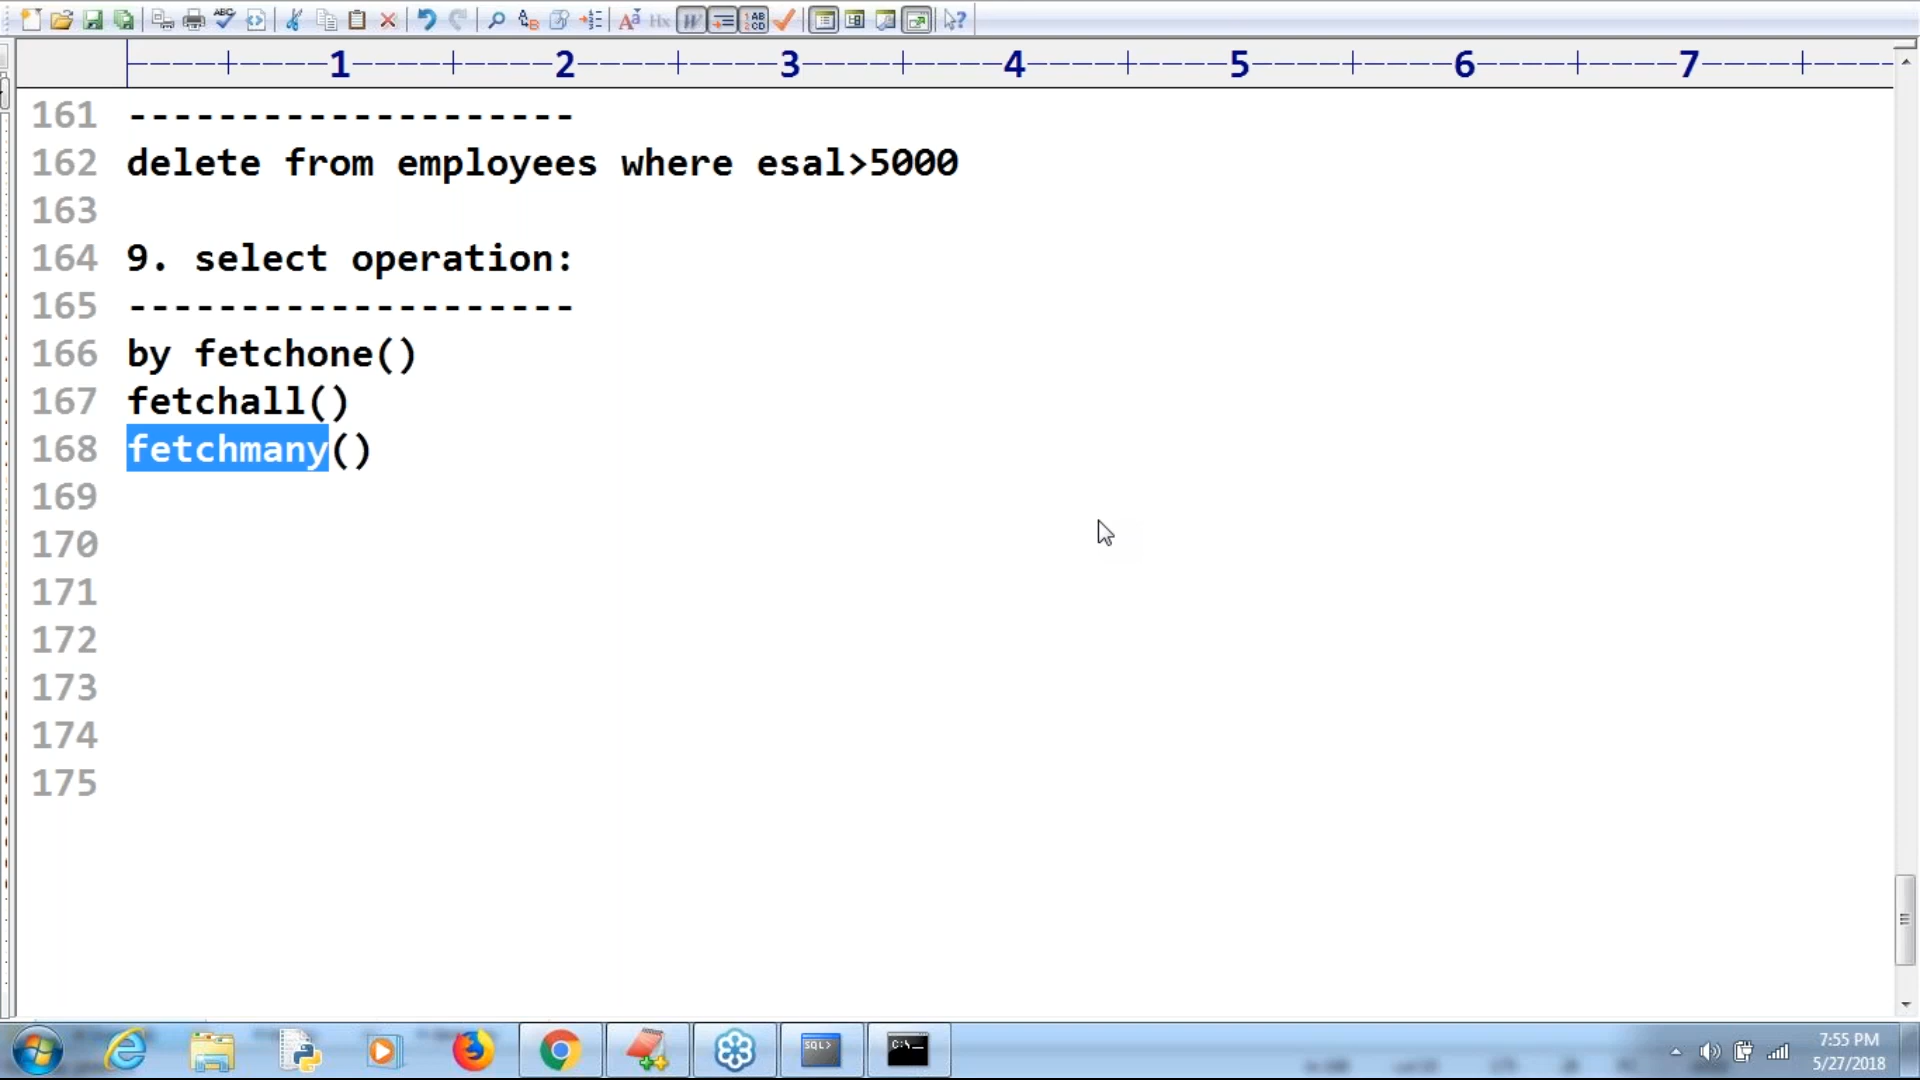 1 2 3 4 5 6 7
161 --------------------
162 delete from employees where esal>5000
163
164 9. select operation:
165 --------------------
166 by fetchone()
167 fetchall()
168 fetchmany()
169
170
171
172
173
174
175
7:55 PM
5/27/2018